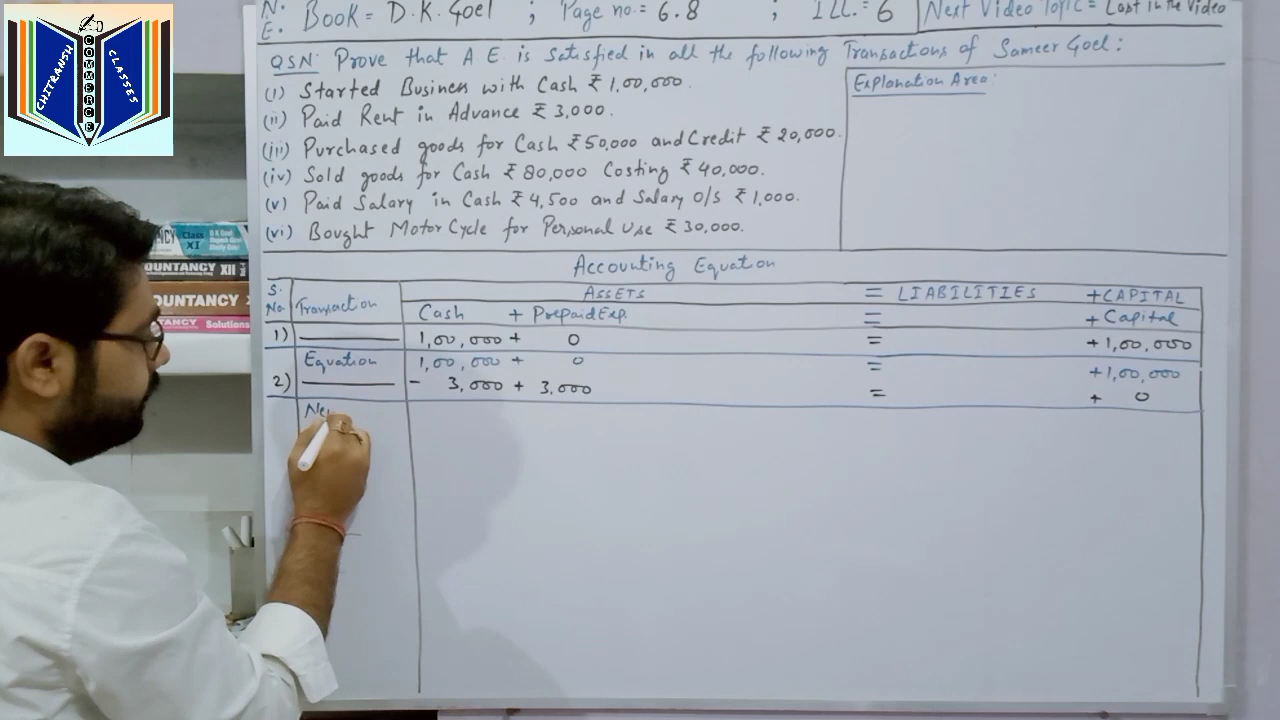 N. Book = D.K. Goel ; Page no.= 6.8 ; ILL.= 6 Next Video Topic = Last in the Video
E.
QSN: Prove that A.E. is Satisfied in all the following Transactions of Sameer Goel:
(i) Started Business with Cash ₹ 1,00,000.
(ii) Paid Rent in Advance ₹ 3,000.
(iii) Purchased goods for Cash ₹ 50,000 and Credit ₹ 20,000.
(iv) Sold goods for Cash ₹ 80,000 Costing ₹ 40,000.
(v) Paid Salary in Cash ₹ 4,500 and Salary O/S ₹ 1,000.
(vi) Bought Motor Cycle for Personal Use ₹ 30,000.
Explanation Area:
Accounting Equation
S. No. Transaction ASSETS = LIABILITIES + CAPITAL
Cash + Prepaid Exp. = + Capital
1) 1,00,000 + 0 = + 1,00,000
Equation 1,00,000 + 0 = + 1,00,000
2) - 3,000 + 3,000 = + 0
Ne
CHITRANSH
COMMERCE
CLASSES
Class XI
D K Goel
OUNTANCY XII
OUNTANCY
TANCY Solutions